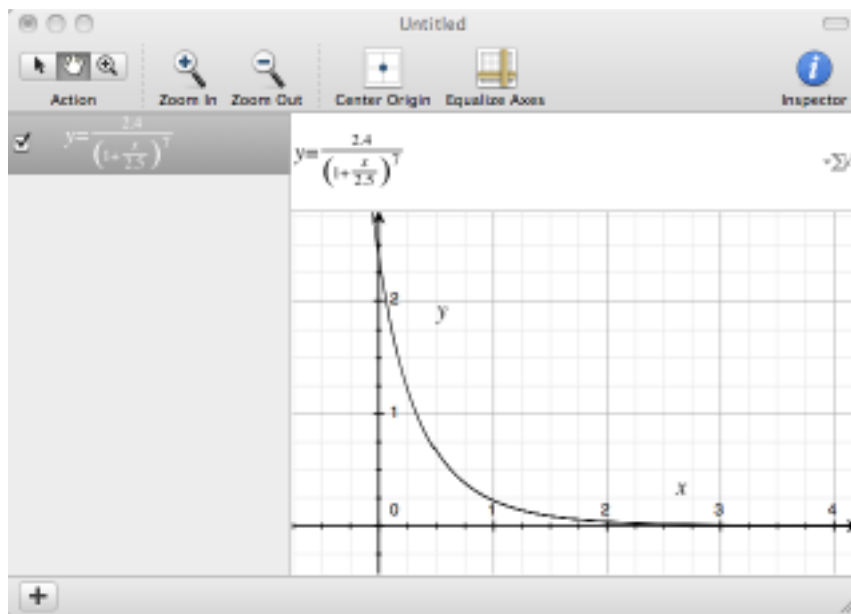 Untitled
Action Zoom In Zoom Out Center Origin Equalize Axes Inspector
y=2.4/(1+x/2.5)^7
y=2.4/(1+x/2.5)^7
2
y
1
x
0 1 2 3 4
+